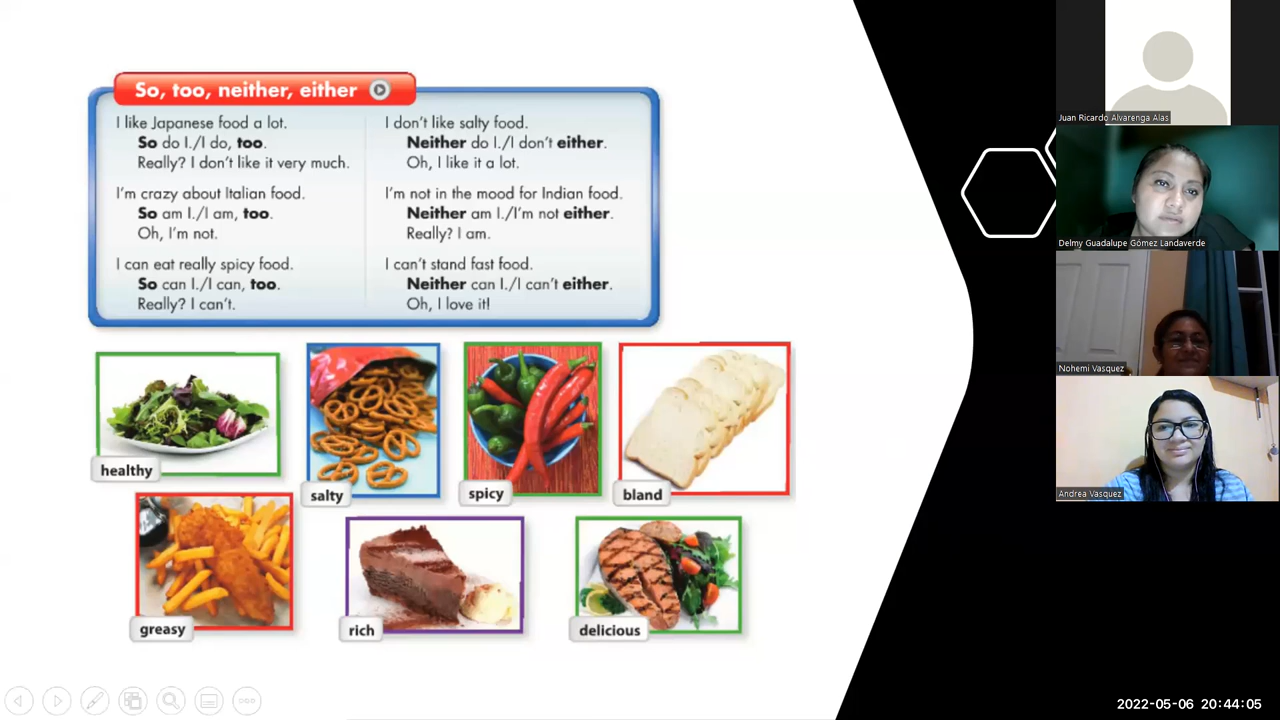 So, too, neither, either
I like Japanese food a lot.
So do I./I do, too.
Really? I don't like it very much.
I'm crazy about Italian food.
So am I./I am, too.
Oh, I'm not.
I can eat really spicy food.
So can I./I can, too.
Really? I can't.
I don't like salty food.
Neither do I./I don't either.
Oh, I like it a lot.
I'm not in the mood for Indian food.
Neither am I./I'm not either.
Really? I am.
I can't stand fast food.
Neither can I./I can't either.
Oh, I love it!
healthy
salty
spicy
bland
greasy
rich
delicious
Juan Ricardo Alvarenga Alas
Delmy Guadalupe Gómez Landaverde
Nohemi Vasquez
Andrea Vasquez
2022-05-06 20:44:05